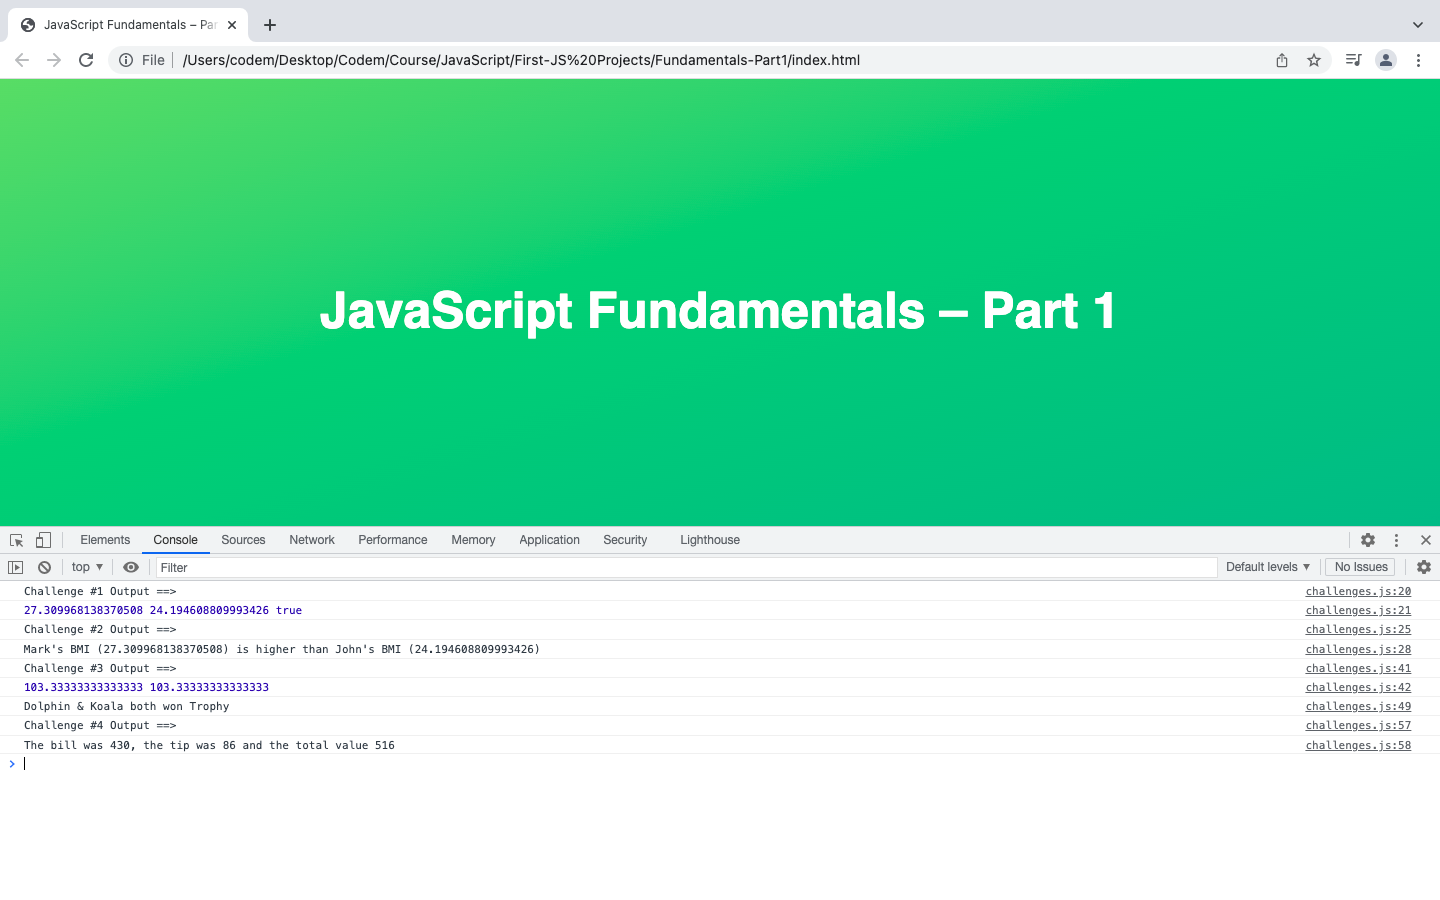 JavaScript Fundamentals – Par
File /Users/codem/Desktop/Codem/Course/JavaScript/First-JS%20Projects/Fundamentals-Part1/index.html
JavaScript Fundamentals – Part 1
Elements Console Sources Network Performance Memory Application Security Lighthouse
top Filter Default levels No Issues
Challenge #1 Output ==> challenges.js:20
27.309968138370508 24.194608809993426 true challenges.js:21
Challenge #2 Output ==> challenges.js:25
Mark's BMI (27.309968138370508) is higher than John's BMI (24.194608809993426) challenges.js:28
Challenge #3 Output ==> challenges.js:41
103.33333333333333 103.33333333333333 challenges.js:42
Dolphin & Koala both won Trophy challenges.js:49
Challenge #4 Output ==> challenges.js:57
The bill was 430, the tip was 86 and the total value 516 challenges.js:58